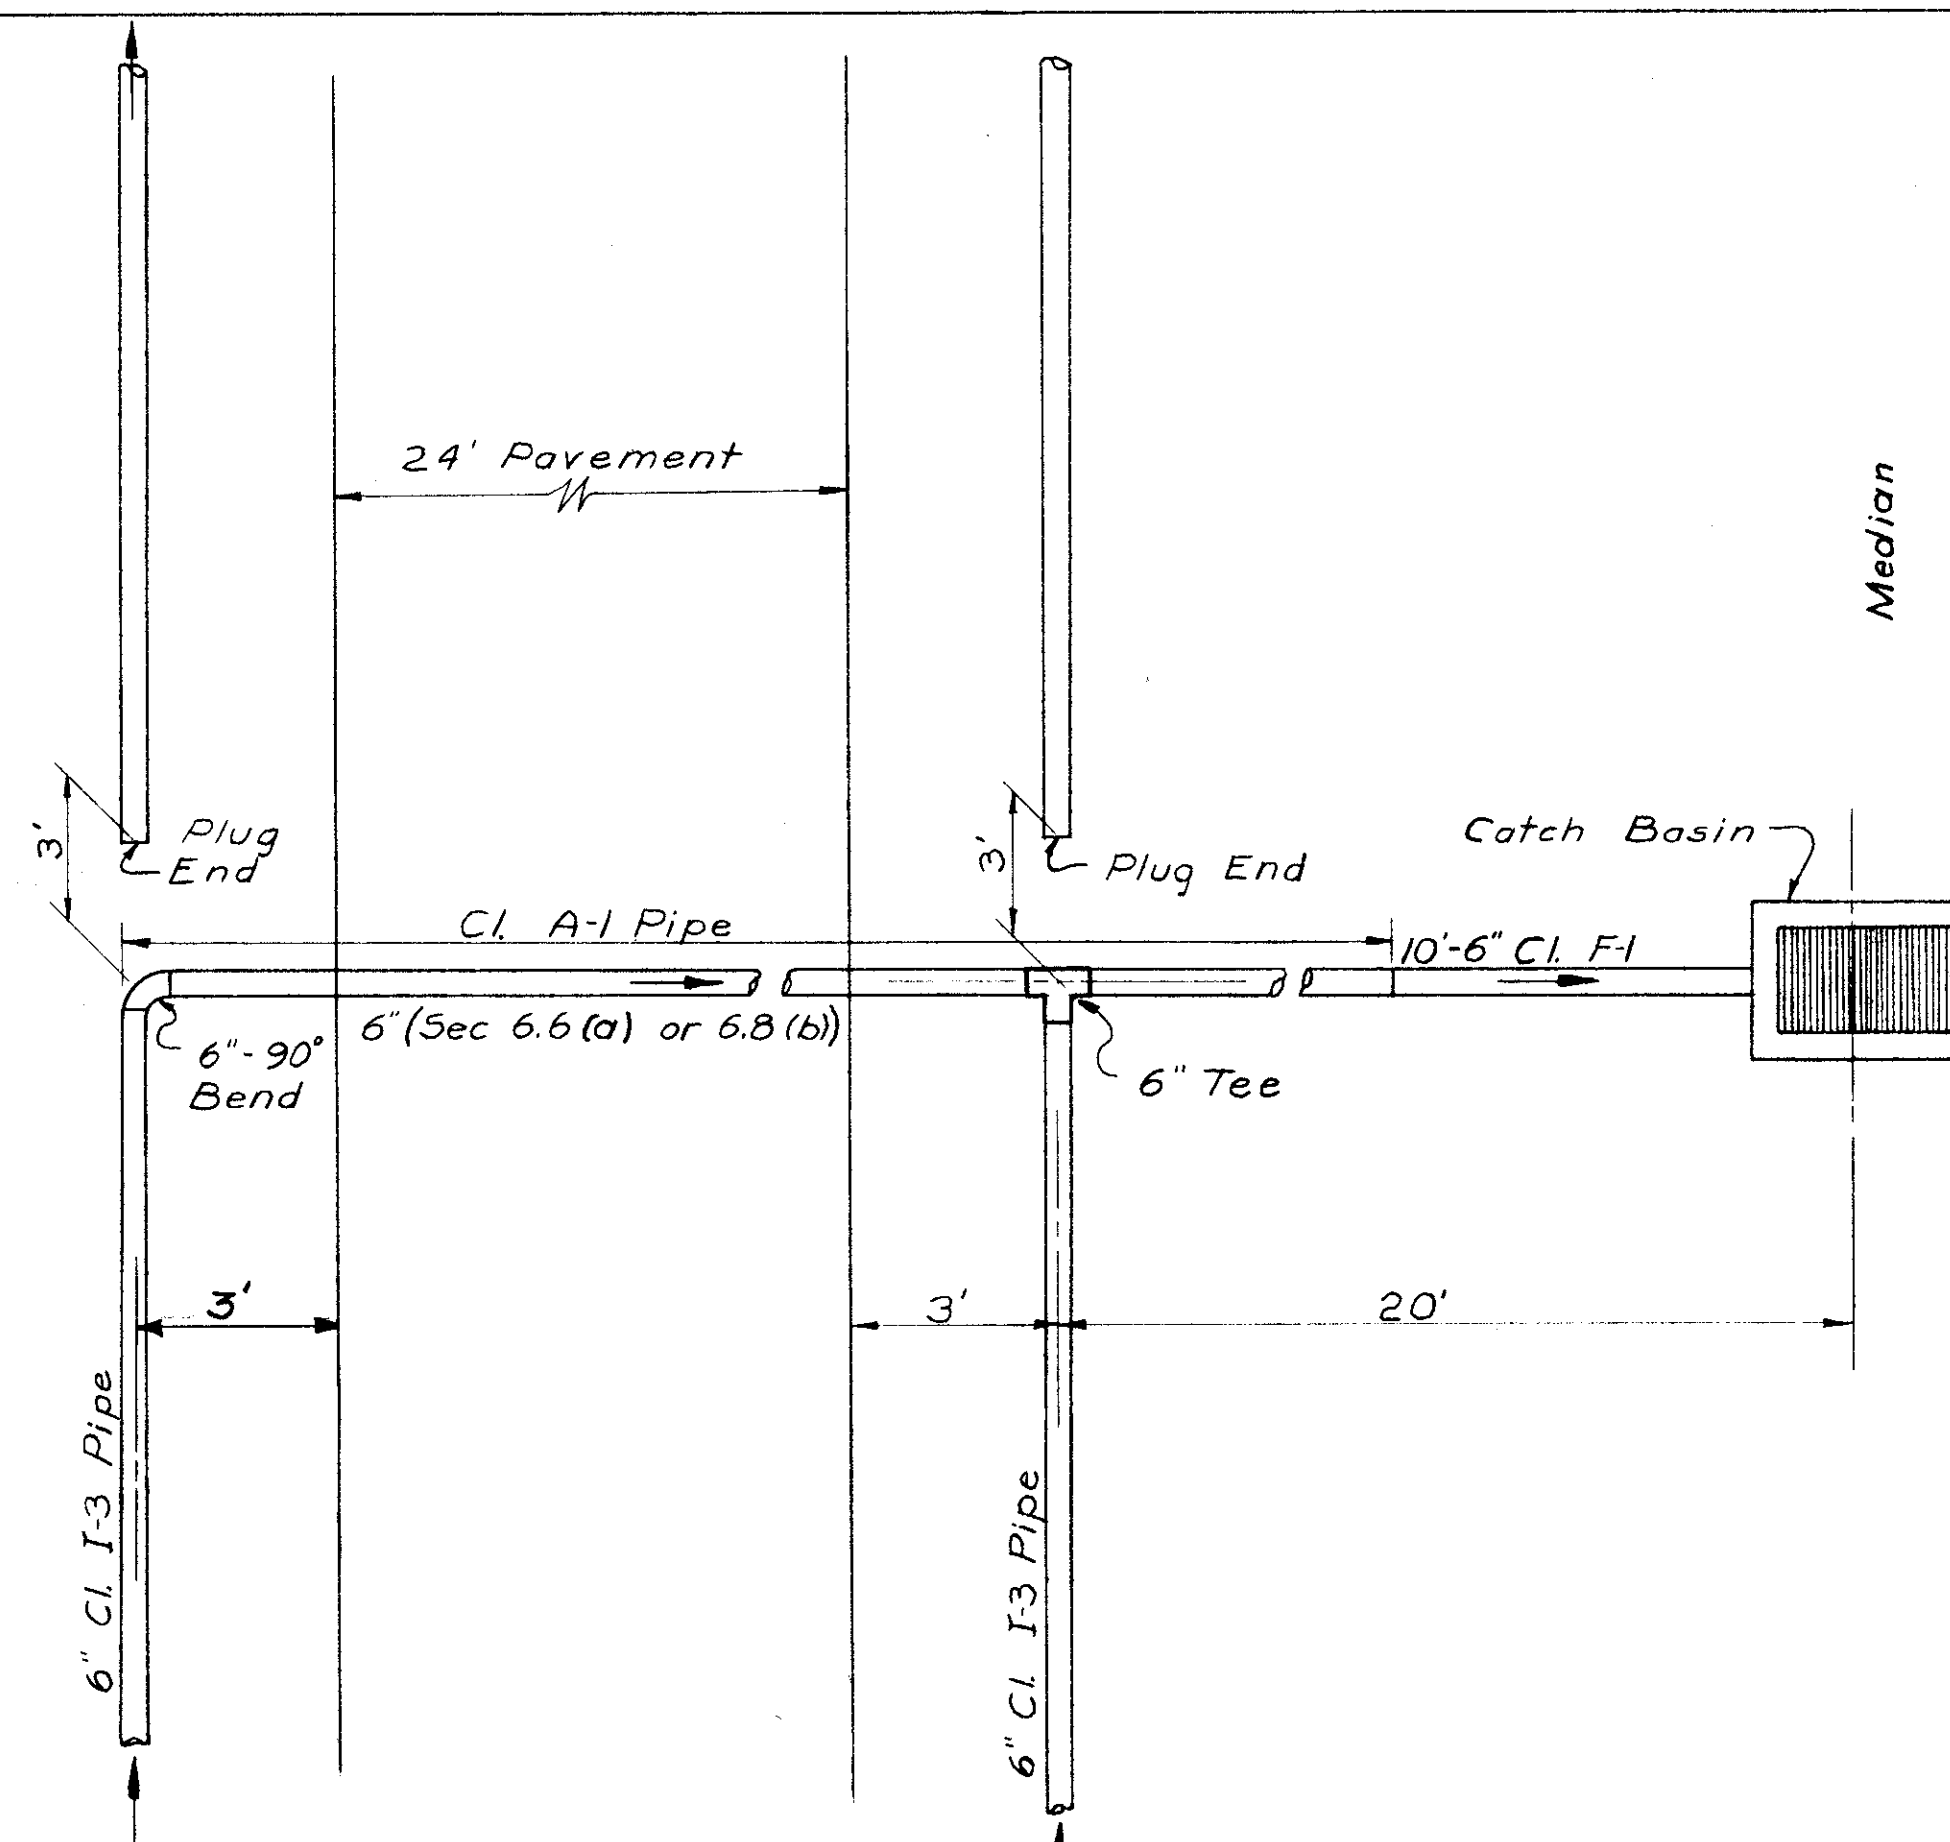 24' Pavement
Median
3'
Plug
End
3'
Plug End
Catch Basin
Cl. A-1 Pipe
10'-6" Cl. F-1
6" (Sec 6.6 (a) or 6.8 (b))
6"-90°
Bend
6" Tee
3'
3'
20'
6" Cl. I-3 Pipe
6" Cl. I-3 Pipe